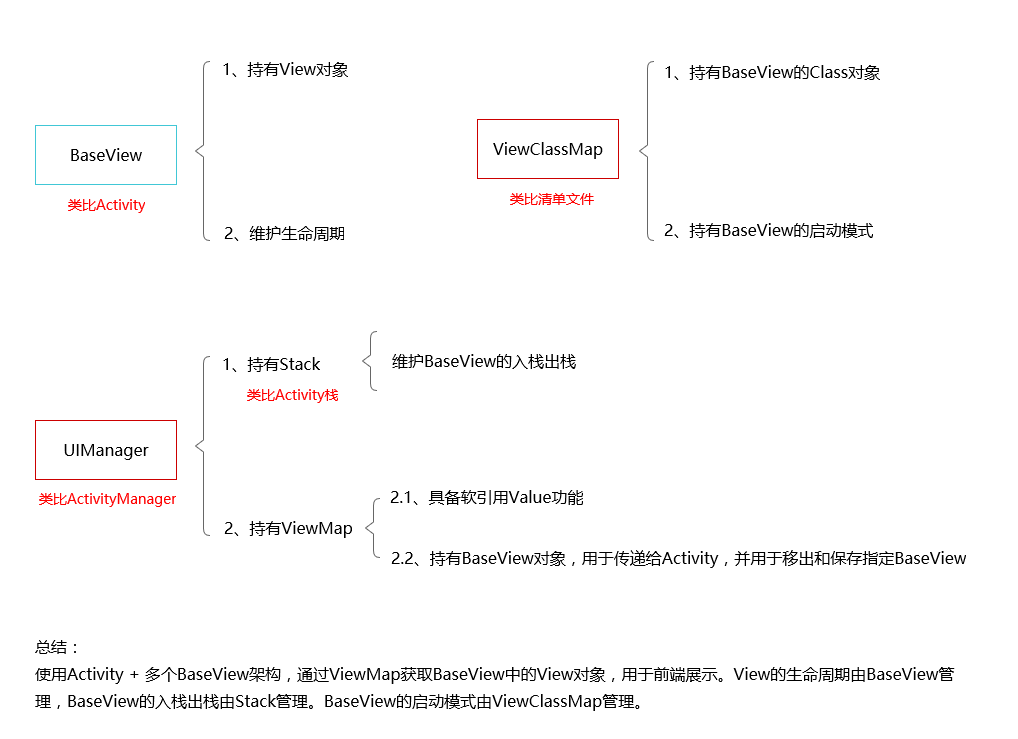 1、持有View对象
BaseView
类比Activity
2、维护生命周期
1、持有BaseView的Class对象
ViewClassMap
类比清单文件
2、持有BaseView的启动模式
1、持有Stack
类比Activity栈
维护BaseView的入栈出栈
UIManager
类比ActivityManager
2、持有ViewMap
2.1、具备软引用Value功能
2.2、持有BaseView对象，用于传递给Activity，并用于移出和保存指定BaseView
总结：
使用Activity + 多个BaseView架构，通过ViewMap获取BaseView中的View对象，用于前端展示。View的生命周期由BaseView管
理，BaseView的入栈出栈由Stack管理。BaseView的启动模式由ViewClassMap管理。